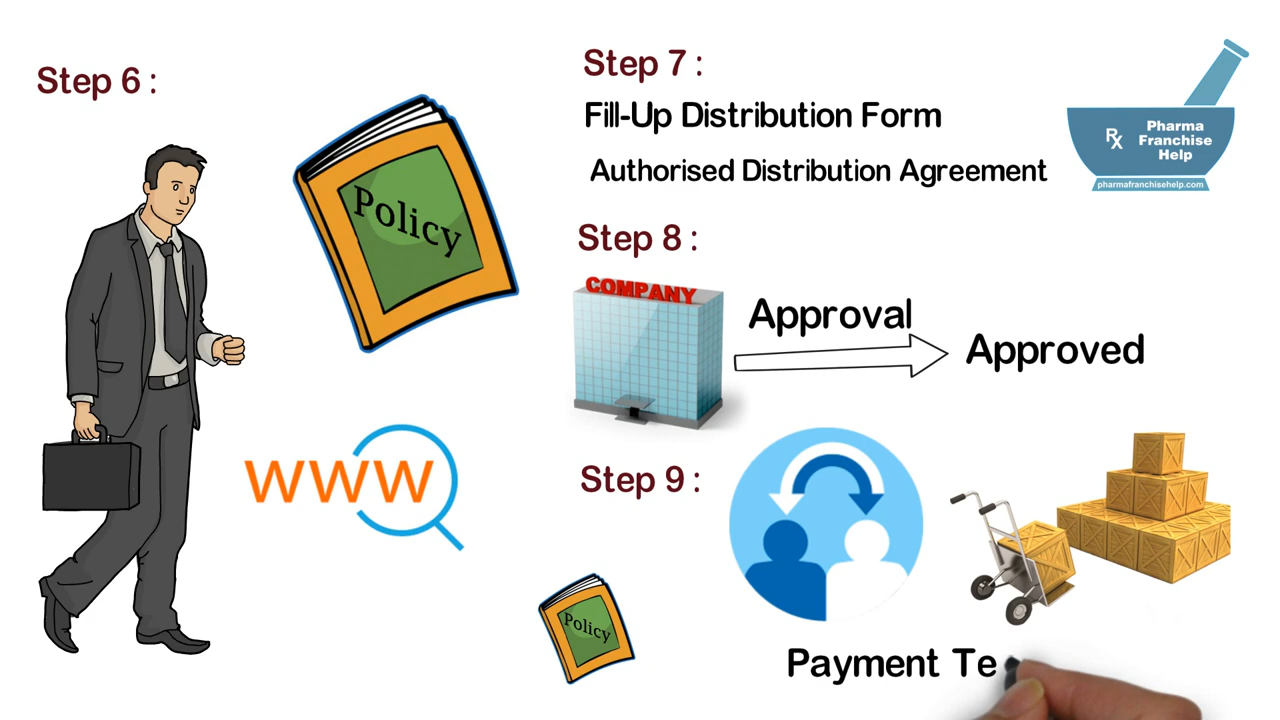 Step 6 :
Policy
www
Step 7 :
Fill-Up Distribution Form
Authorised Distribution Agreement
Rx
Pharma
Franchise
Help
pharmafranchisehelp.com
Step 8 :
COMPANY
Approval
Approved
Step 9 :
Policy
Payment Te